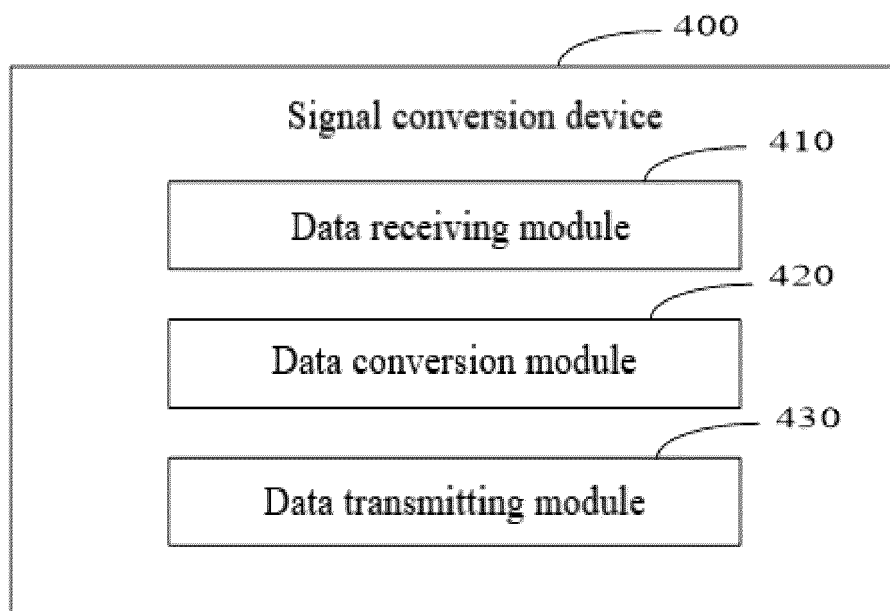 400
Signal conversion device
410
Data receiving module
420
Data conversion module
430
Data transmitting module